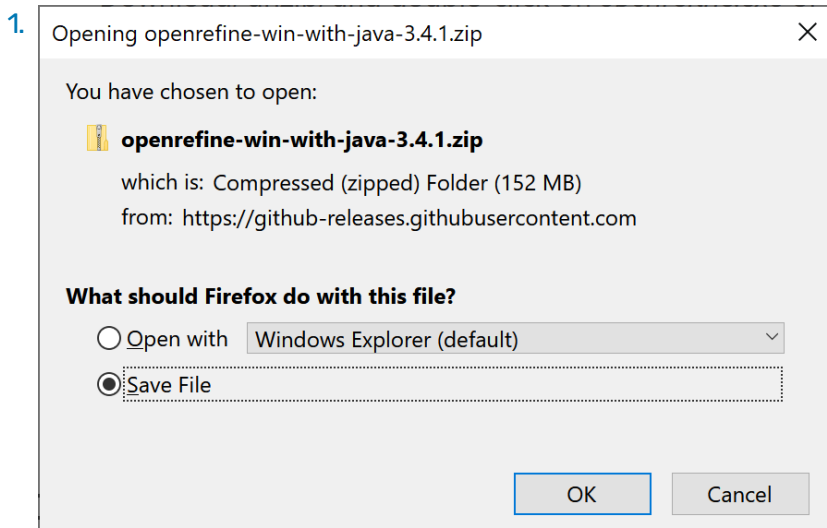 1.
Opening openrefine-win-with-java-3.4.1.zip
You have chosen to open:
openrefine-win-with-java-3.4.1.zip
which is: Compressed (zipped) Folder (152 MB)
from: https://github-releases.githubusercontent.com
What should Firefox do with this file?
Open with Windows Explorer (default)
Save File
OK Cancel